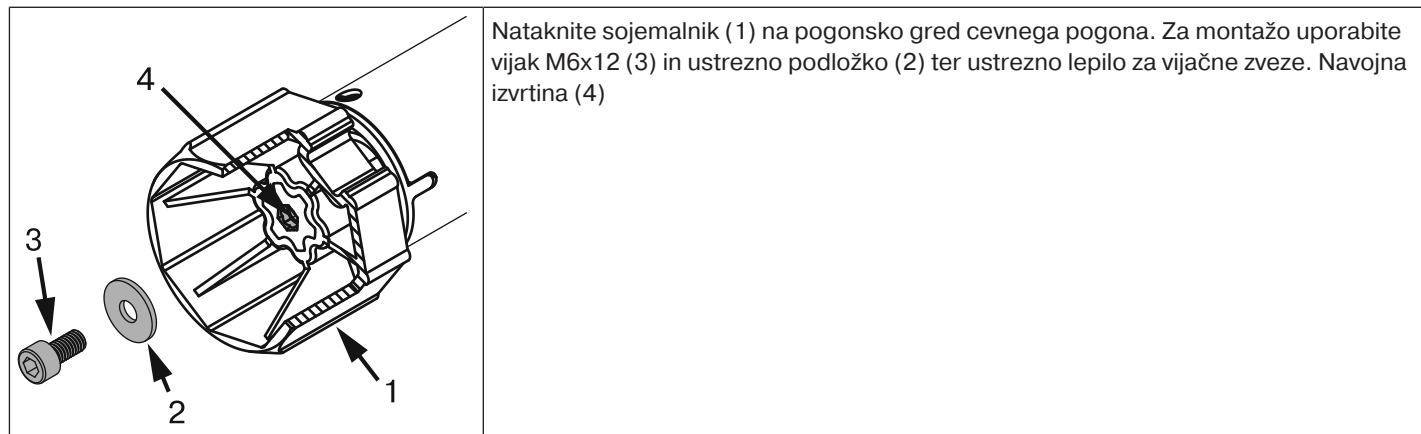 4
3
2
1
Nataknite sojemalnik (1) na pogonsko gred cevnega pogona. Za montažo uporabite
vijak M6x12 (3) in ustrezno podložko (2) ter ustrezno lepilo za vijačne zveze. Navojna
izvrtina (4)